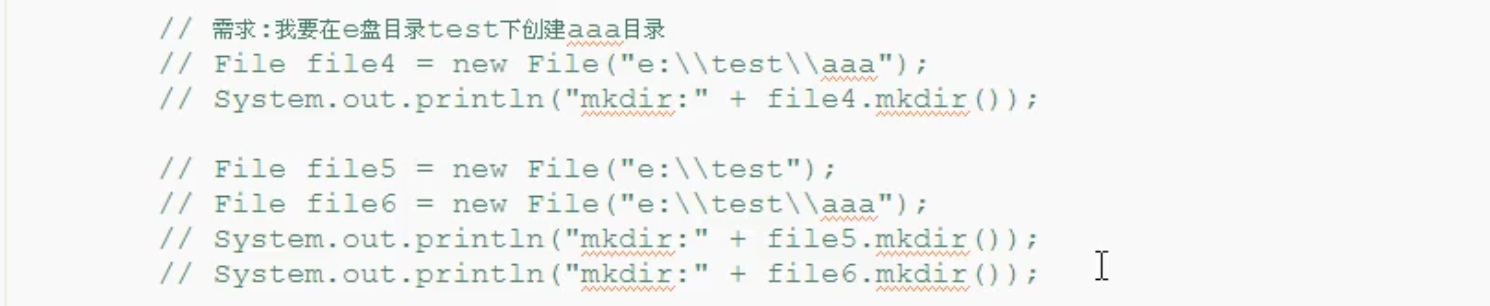 // 需求:我要在e盘目录test下创建aaa目录
// File file4 = new File("e:\\test\\aaa");
// System.out.println("mkdir:" + file4.mkdir());
// File file5 = new File("e:\\test");
// File file6 = new File("e:\\test\\aaa");
// System.out.println("mkdir:" + file5.mkdir());
// System.out.println("mkdir:" + file6.mkdir());